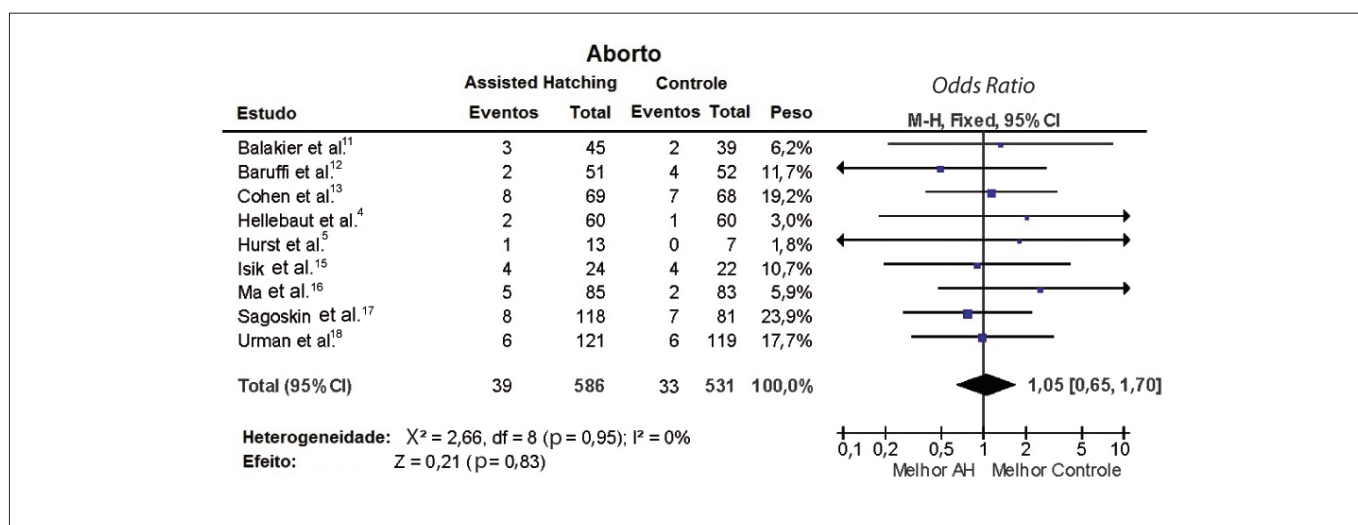 Aborto
Assisted Hatching Controle Odds Ratio
Estudo Eventos Total Eventos Total Peso M-H, Fixed, 95% CI
Balakier et al.11 3 45 2 39 6,2%
Baruffi et al.12 2 51 4 52 11,7%
Cohen et al.13 8 69 7 68 19,2%
Hellebaut et al.4 2 60 1 60 3,0%
Hurst et al.5 1 13 0 7 1,8%
Isik et al.15 4 24 4 22 10,7%
Ma et al.16 5 85 2 83 5,9%
Sagoskin et al.17 8 118 7 81 23,9%
Urman et al.18 6 121 6 119 17,7%
Total (95% CI) 39 586 33 531 100,0% 1,05 [0,65, 1,70]
Heterogeneidade: X² = 2,66, df = 8 (p = 0,95); I² = 0%
Efeito: Z = 0,21 (p = 0,83)
0,1 0,2 0,5 1 2 5 10
Melhor AH Melhor Controle